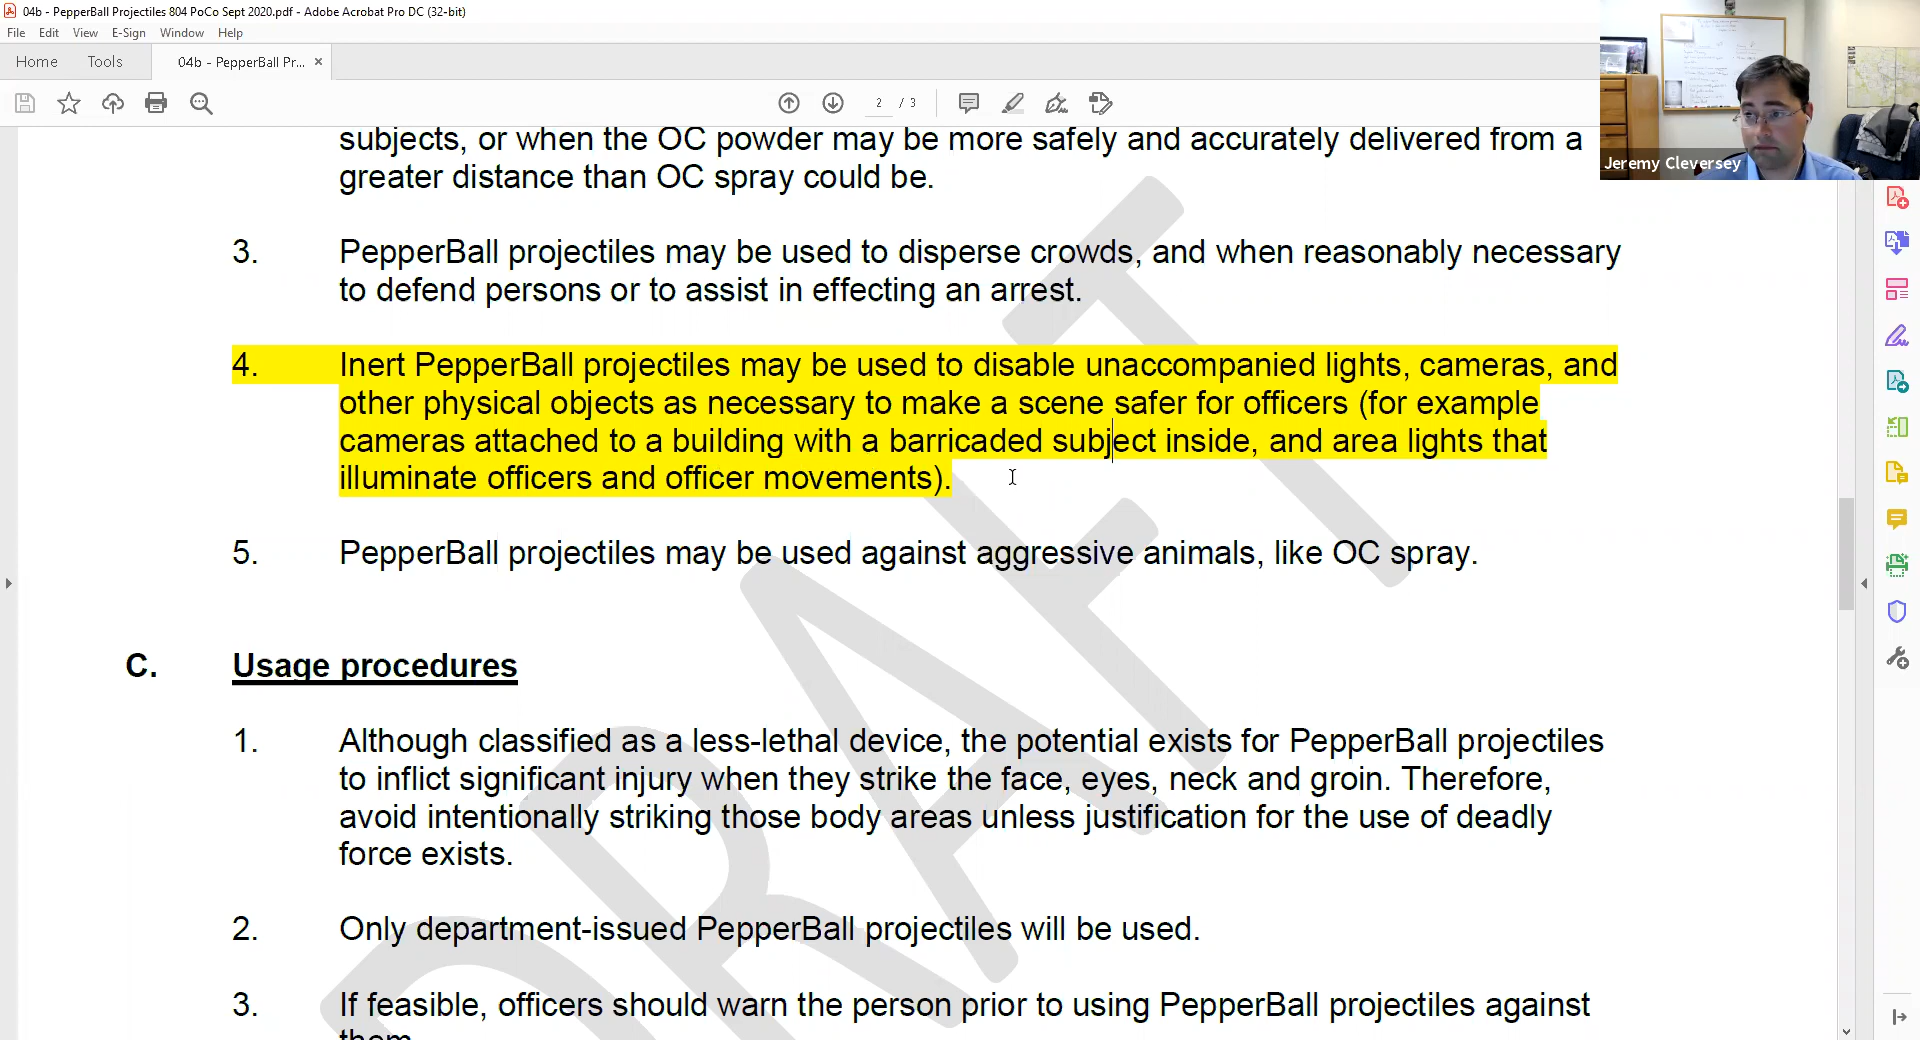 04b - PepperBall Projectiles 804 PoCo Sept 2020.pdf - Adobe Acrobat Pro DC (32-bit)
File Edit View E-Sign Window Help
Home Tools 04b - PepperBall Pr... ×
2 / 3
Jeremy Cleversey
subjects, or when the OC powder may be more safely and accurately delivered from a
greater distance than OC spray could be.
3. PepperBall projectiles may be used to disperse crowds, and when reasonably necessary
to defend persons or to assist in effecting an arrest.
4. Inert PepperBall projectiles may be used to disable unaccompanied lights, cameras, and
other physical objects as necessary to make a scene safer for officers (for example
cameras attached to a building with a barricaded subject inside, and area lights that
illuminate officers and officer movements).
5. PepperBall projectiles may be used against aggressive animals, like OC spray.
C. Usage procedures
1. Although classified as a less-lethal device, the potential exists for PepperBall projectiles
to inflict significant injury when they strike the face, eyes, neck and groin. Therefore,
avoid intentionally striking those body areas unless justification for the use of deadly
force exists.
2. Only department-issued PepperBall projectiles will be used.
3. If feasible, officers should warn the person prior to using PepperBall projectiles against
them
DRAFT